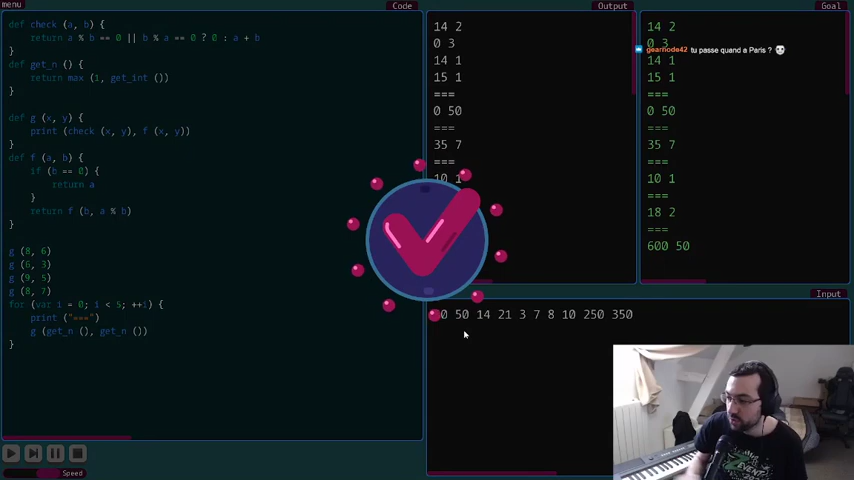 menu
Code
def check (a, b) {
return a % b == 0 || b % a == 0 ? 0 : a + b
}
def get_n () {
return max (1, get_int ())
}
def g (x, y) {
print (check (x, y), f (x, y))
}
def f (a, b) {
if (b == 0) {
return a
}
return f (b, a % b)
}
g (8, 6)
g (6, 3)
g (9, 5)
g (8, 7)
for (var i = 0; i < 5; ++i) {
print ("===")
g (get_n (), get_n ())
}
Speed
Output
14 2
0 3
14 1
15 1
===
0 50
===
35 7
===
10 1
Goal
14 2
0 3
gearnode42 tu passe quand a Paris ?
14 1
15 1
===
0 50
===
35 7
===
10 1
===
18 2
===
600 50
Input
0 50 14 21 3 7 8 10 250 350